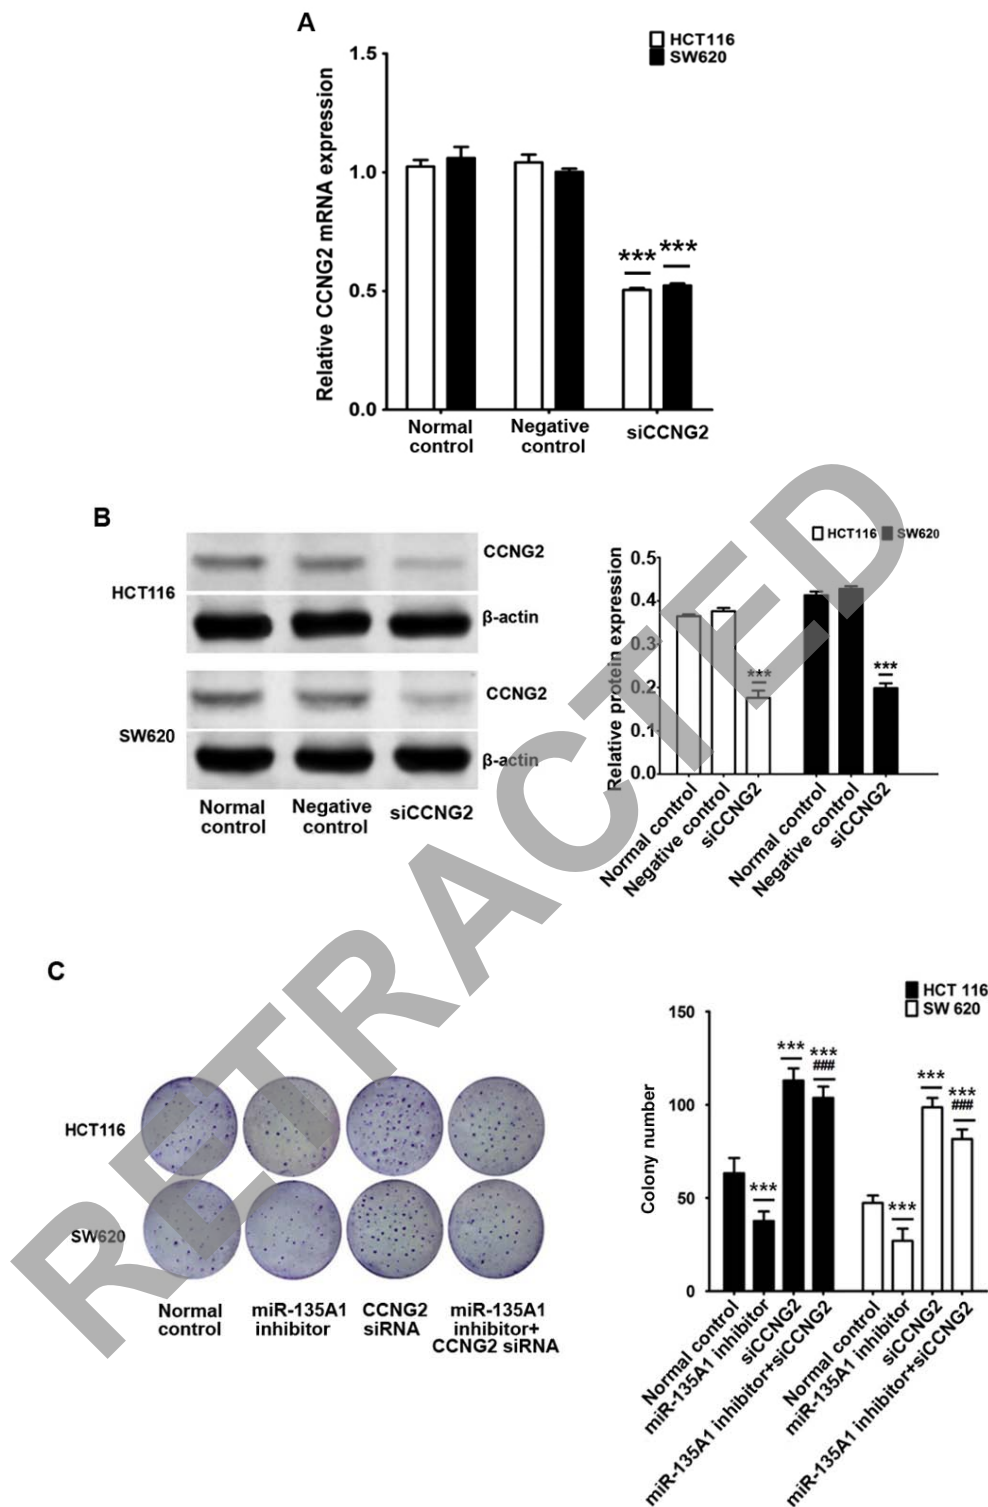 A
HCT116
SW620
Relative CCNG2 mRNA expression
1.5
1.0
0.5
0.0
***
***
Normal
control
Negative
control
siCCNG2
B
HCT116
CCNG2
β-actin
SW620
CCNG2
β-actin
Normal
control
Negative
control
siCCNG2
HCT116
SW620
Relative protein expression
0.5
0.4
0.3
0.2
0.1
0.0
***
***
Normal control
Negative control
siCCNG2
Normal control
Negative control
siCCNG2
RETRACTED
C
HCT116
SW620
Normal
control
miR-135A1
inhibitor
CCNG2
siRNA
miR-135A1
inhibitor+
CCNG2 siRNA
HCT 116
SW 620
Colony number
150
100
50
0
***
***
***
###
***
***
***
###
Normal control
miR-135A1 inhibitor
siCCNG2
miR-135A1 inhibitor+siCCNG2
Normal control
miR-135A1 inhibitor
siCCNG2
miR-135A1 inhibitor+siCCNG2